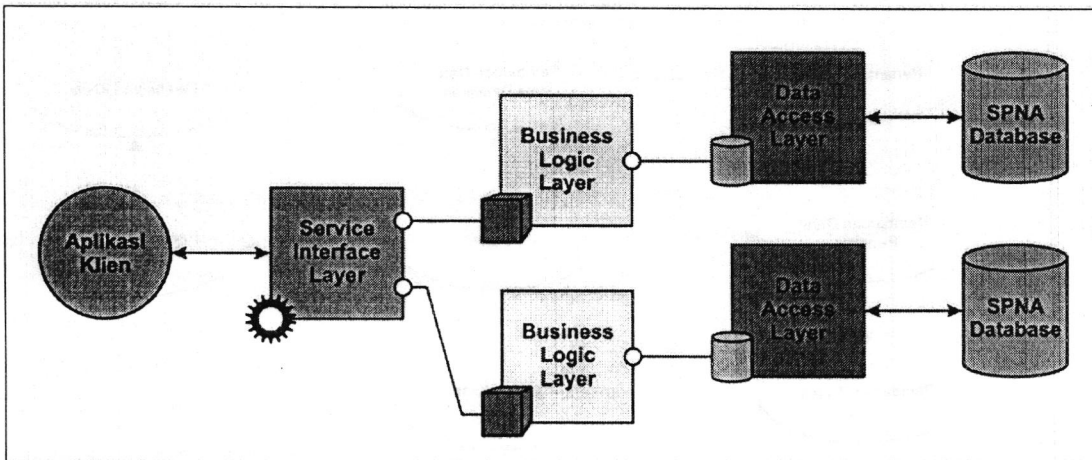 Aplikasi
Klien
Service
Interface
Layer
Business
Logic
Layer
Data
Access
Layer
SPNA
Database
Business
Logic
Layer
Data
Access
Layer
SPNA
Database